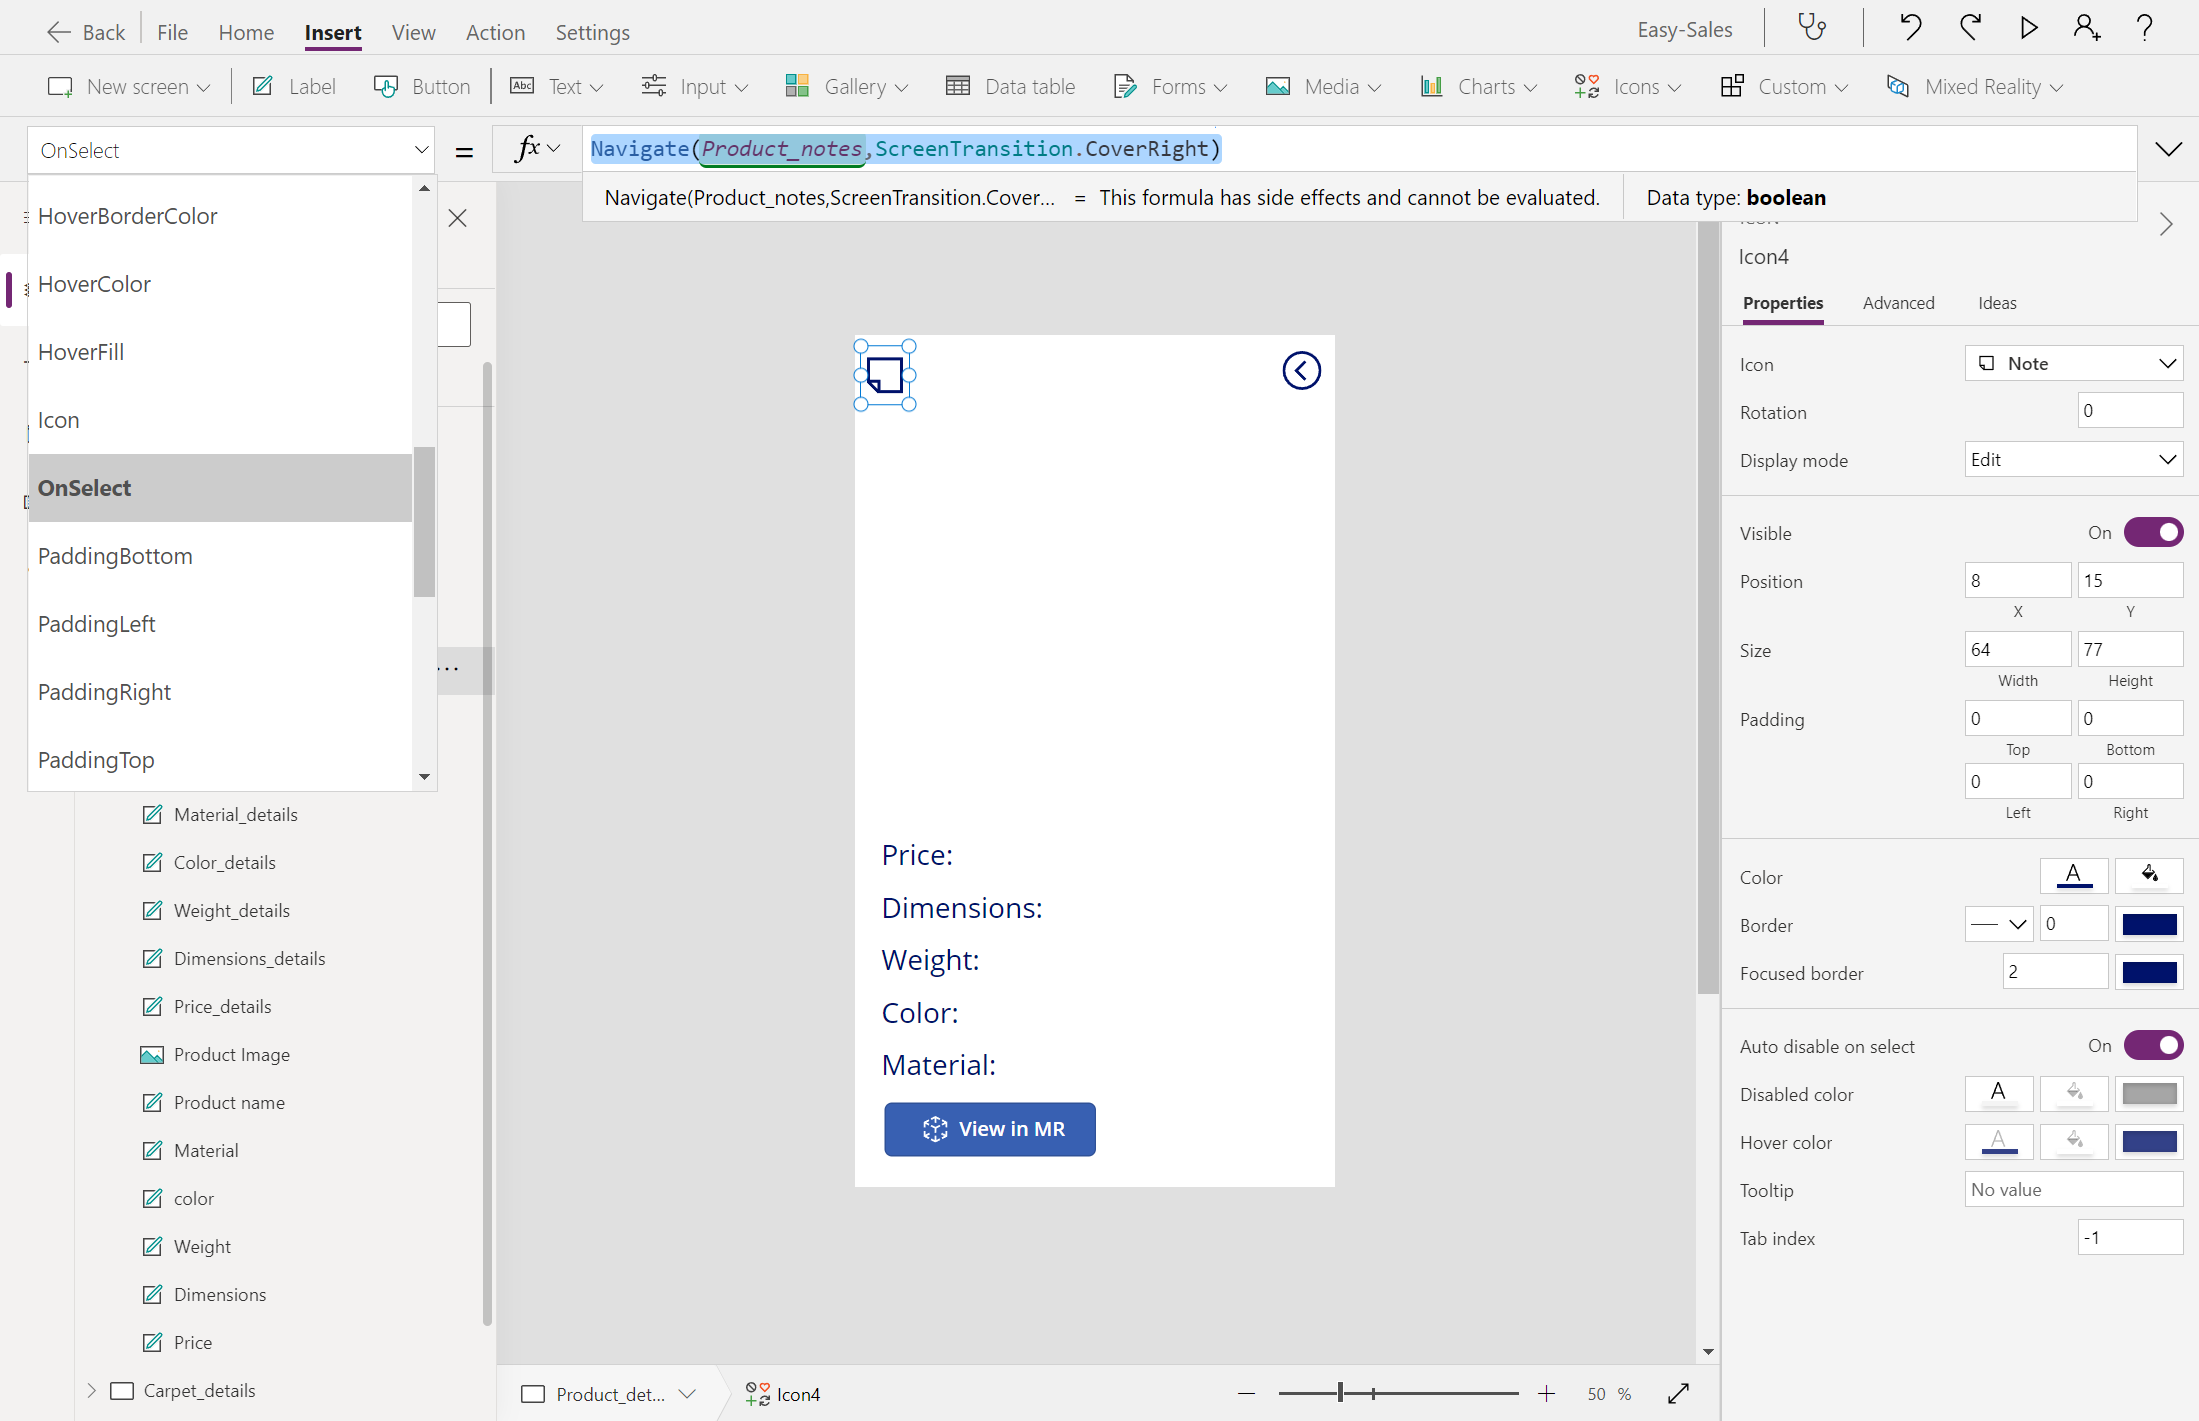 Back File Home Insert View Action Settings Easy-Sales
New screen Label Button Abc Text Input Gallery Data table Forms Media Charts Icons Custom Mixed Reality
OnSelect = fx Navigate(Product_notes,ScreenTransition.CoverRight)
Navigate(Product_notes,ScreenTransition.Cover... = This formula has side effects and cannot be evaluated. Data type: boolean
HoverBorderColor
HoverColor
HoverFill
Icon
OnSelect
PaddingBottom
PaddingLeft
PaddingRight
PaddingTop
Material_details
Color_details
Weight_details
Dimensions_details
Price_details
Product Image
Product name
Material
color
Weight
Dimensions
Price
Carpet_details
Price:
Dimensions:
Weight:
Color:
Material:
View in MR
Product_det... Icon4 50 %
Icon4
Properties Advanced Ideas
Icon Note
Rotation 0
Display mode Edit
Visible On
Position 8 15
X Y
Size 64 77
Width Height
Padding 0 0
Top Bottom
0 0
Left Right
Color A
Border 0
Focused border 2
Auto disable on select On
Disabled color A
Hover color A
Tooltip No value
Tab index -1